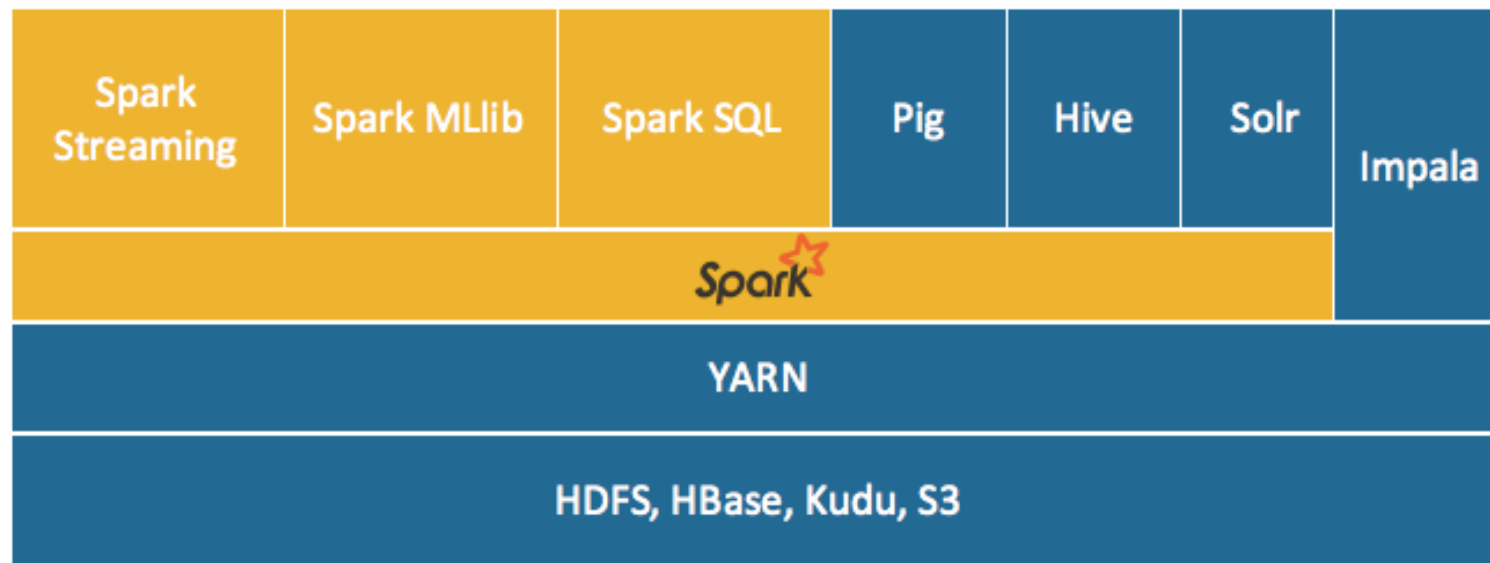 Spark
Streaming
Spark MLlib
Spark SQL
Pig
Hive
Solr
Impala
Spark
YARN
HDFS, HBase, Kudu, S3